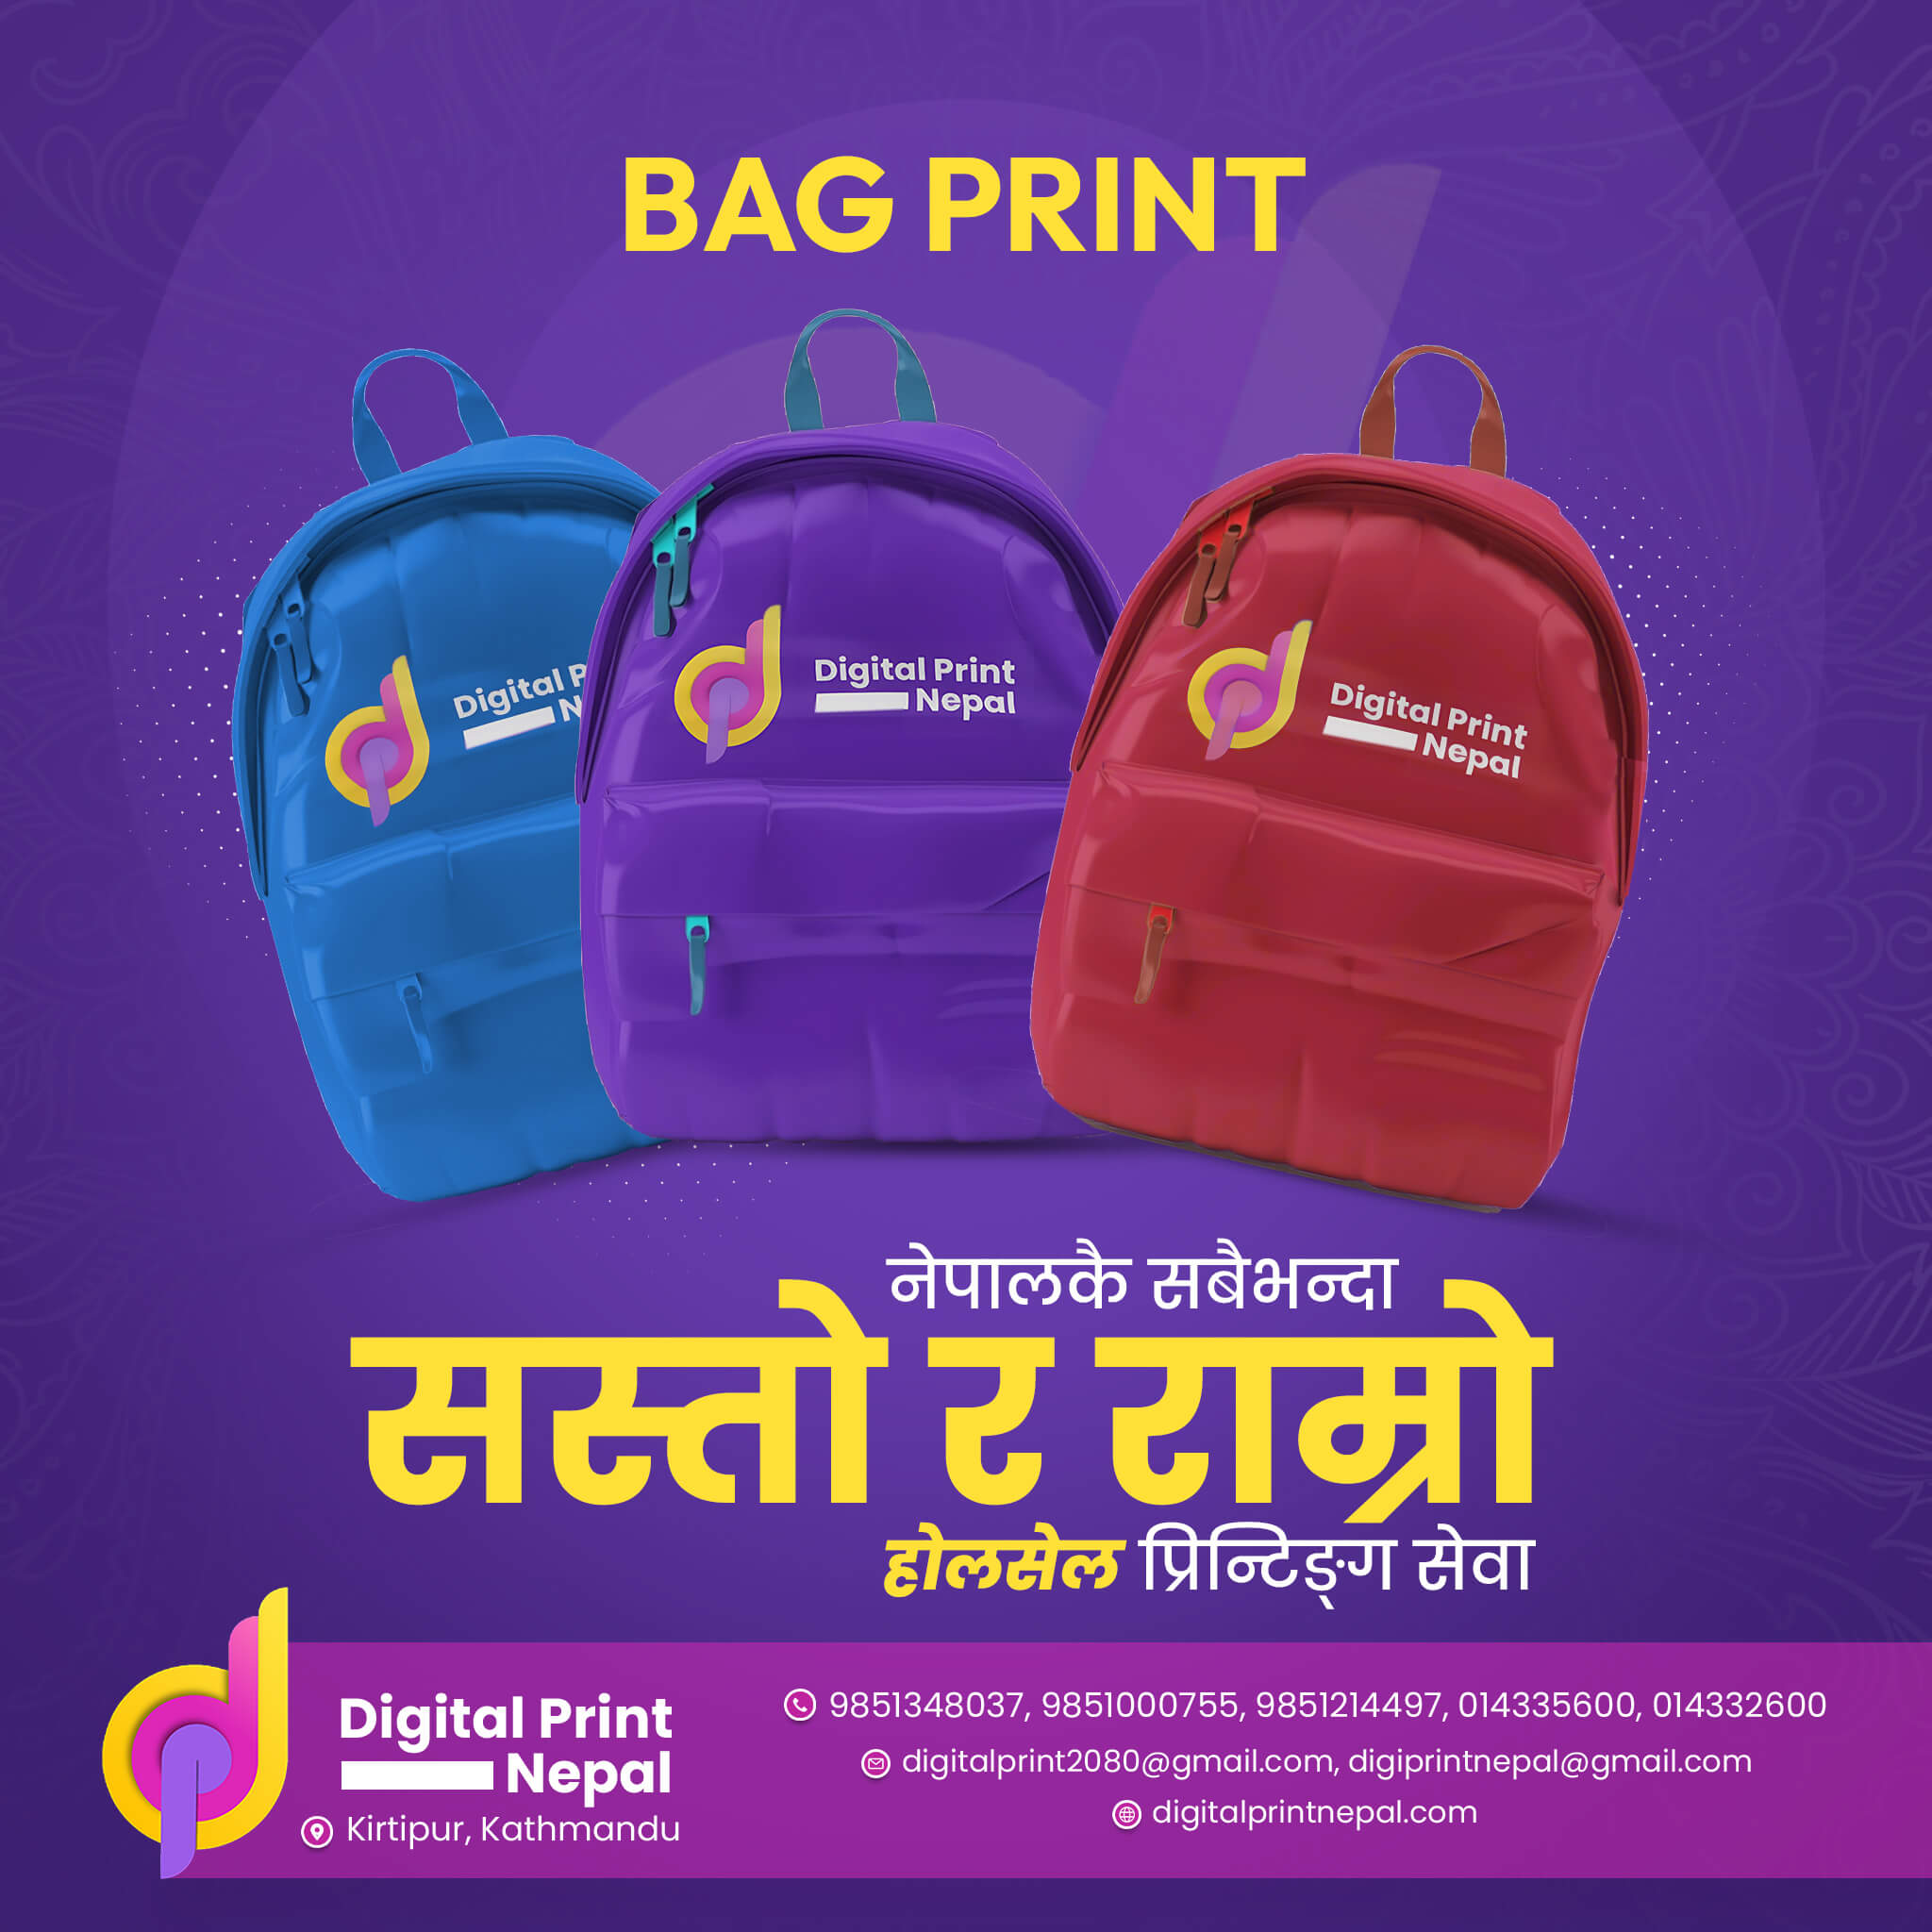 BAG PRINT
Digital
Digital Print
Nepal
Digital Print
Nepal
नेपालकै सबैभन्दा
सस्तो र राम्रो
होलसेल प्रिन्टिङ्ग सेवा
Digital Print
Nepal
Kirtipur, Kathmandu
9851348037, 9851000755, 9851214497, 014335600, 014332600
digitalprint2080@gmail.com, digiprintnepal@gmail.com
digitalprintnepal.com